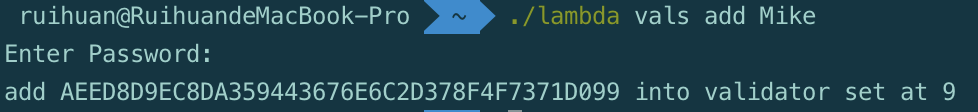 ruihuan@RuihuandeMacBook-Pro ~ ./lambda vals add Mike
Enter Password:
add AEED8D9EC8DA359443676E6C2D378F4F7371D099 into validator set at 9